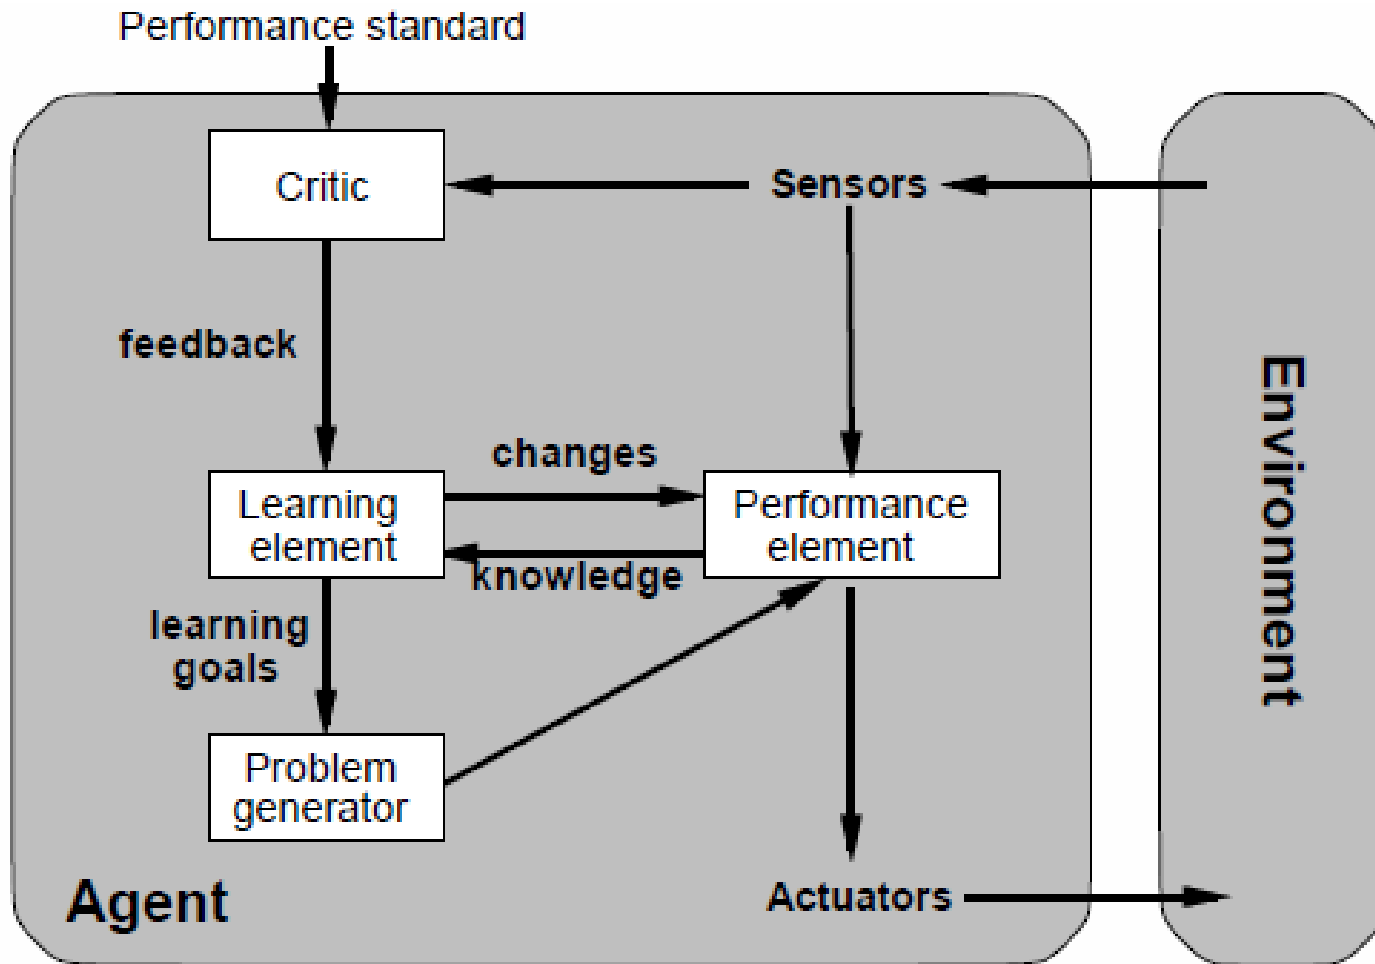 Performance standard
Critic
Sensors
feedback
changes
Learning
element
Performance
element
knowledge
learning
goals
Problem
generator
Agent
Actuators
Environment